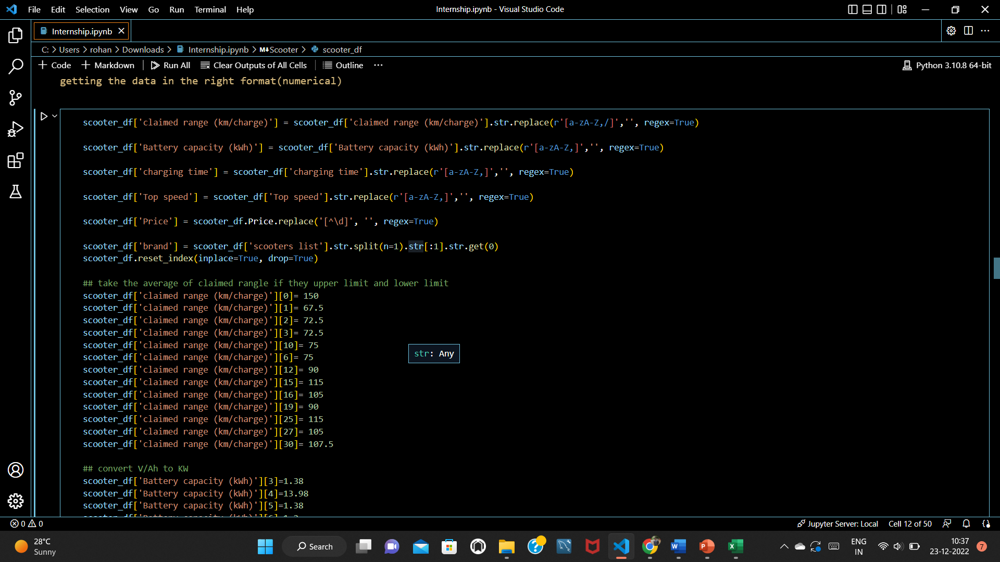 File Edit Selection View Go Run Terminal Help
Internship.ipynb - Visual Studio Code
Internship.ipynb
C: > Users > rohan > Downloads > Internship.ipynb > M↓Scooter > scooter_df
+ Code + Markdown | Run All Clear Outputs of All Cells | Outline ···
Python 3.10.8 64-bit
getting the data in the right format(numerical)
scooter_df['claimed range (km/charge)'] = scooter_df['claimed range (km/charge)'].str.replace(r'[a-zA-Z,/]','', regex=True)
scooter_df['Battery capacity (kWh)'] = scooter_df['Battery capacity (kWh)'].str.replace(r'[a-zA-Z,]','', regex=True)
scooter_df['charging time'] = scooter_df['charging time'].str.replace(r'[a-zA-Z,]','', regex=True)
scooter_df['Top speed'] = scooter_df['Top speed'].str.replace(r'[a-zA-Z,]','', regex=True)
scooter_df['Price'] = scooter_df.Price.replace('[^\d]', '', regex=True)
scooter_df['brand'] = scooter_df['scooters list'].str.split(n=1).str[:1].str.get(0)
scooter_df.reset_index(inplace=True, drop=True)
## take the average of claimed rangle if they upper limit and lower limit
scooter_df['claimed range (km/charge)'][0]= 150
scooter_df['claimed range (km/charge)'][1]= 67.5
scooter_df['claimed range (km/charge)'][2]= 72.5
scooter_df['claimed range (km/charge)'][3]= 72.5
scooter_df['claimed range (km/charge)'][10]= 75
scooter_df['claimed range (km/charge)'][6]= 75
str: Any
scooter_df['claimed range (km/charge)'][12]= 90
scooter_df['claimed range (km/charge)'][15]= 115
scooter_df['claimed range (km/charge)'][16]= 105
scooter_df['claimed range (km/charge)'][19]= 90
scooter_df['claimed range (km/charge)'][25]= 115
scooter_df['claimed range (km/charge)'][27]= 105
scooter_df['claimed range (km/charge)'][30]= 107.5
## convert V/Ah to KW
scooter_df['Battery capacity (kWh)'][3]=1.38
scooter_df['Battery capacity (kWh)'][4]=13.98
scooter_df['Battery capacity (kWh)'][5]=1.38
0 0
Jupyter Server: Local Cell 12 of 50
28°C
Sunny
Search
ENG
IN
10:37
23-12-2022
7